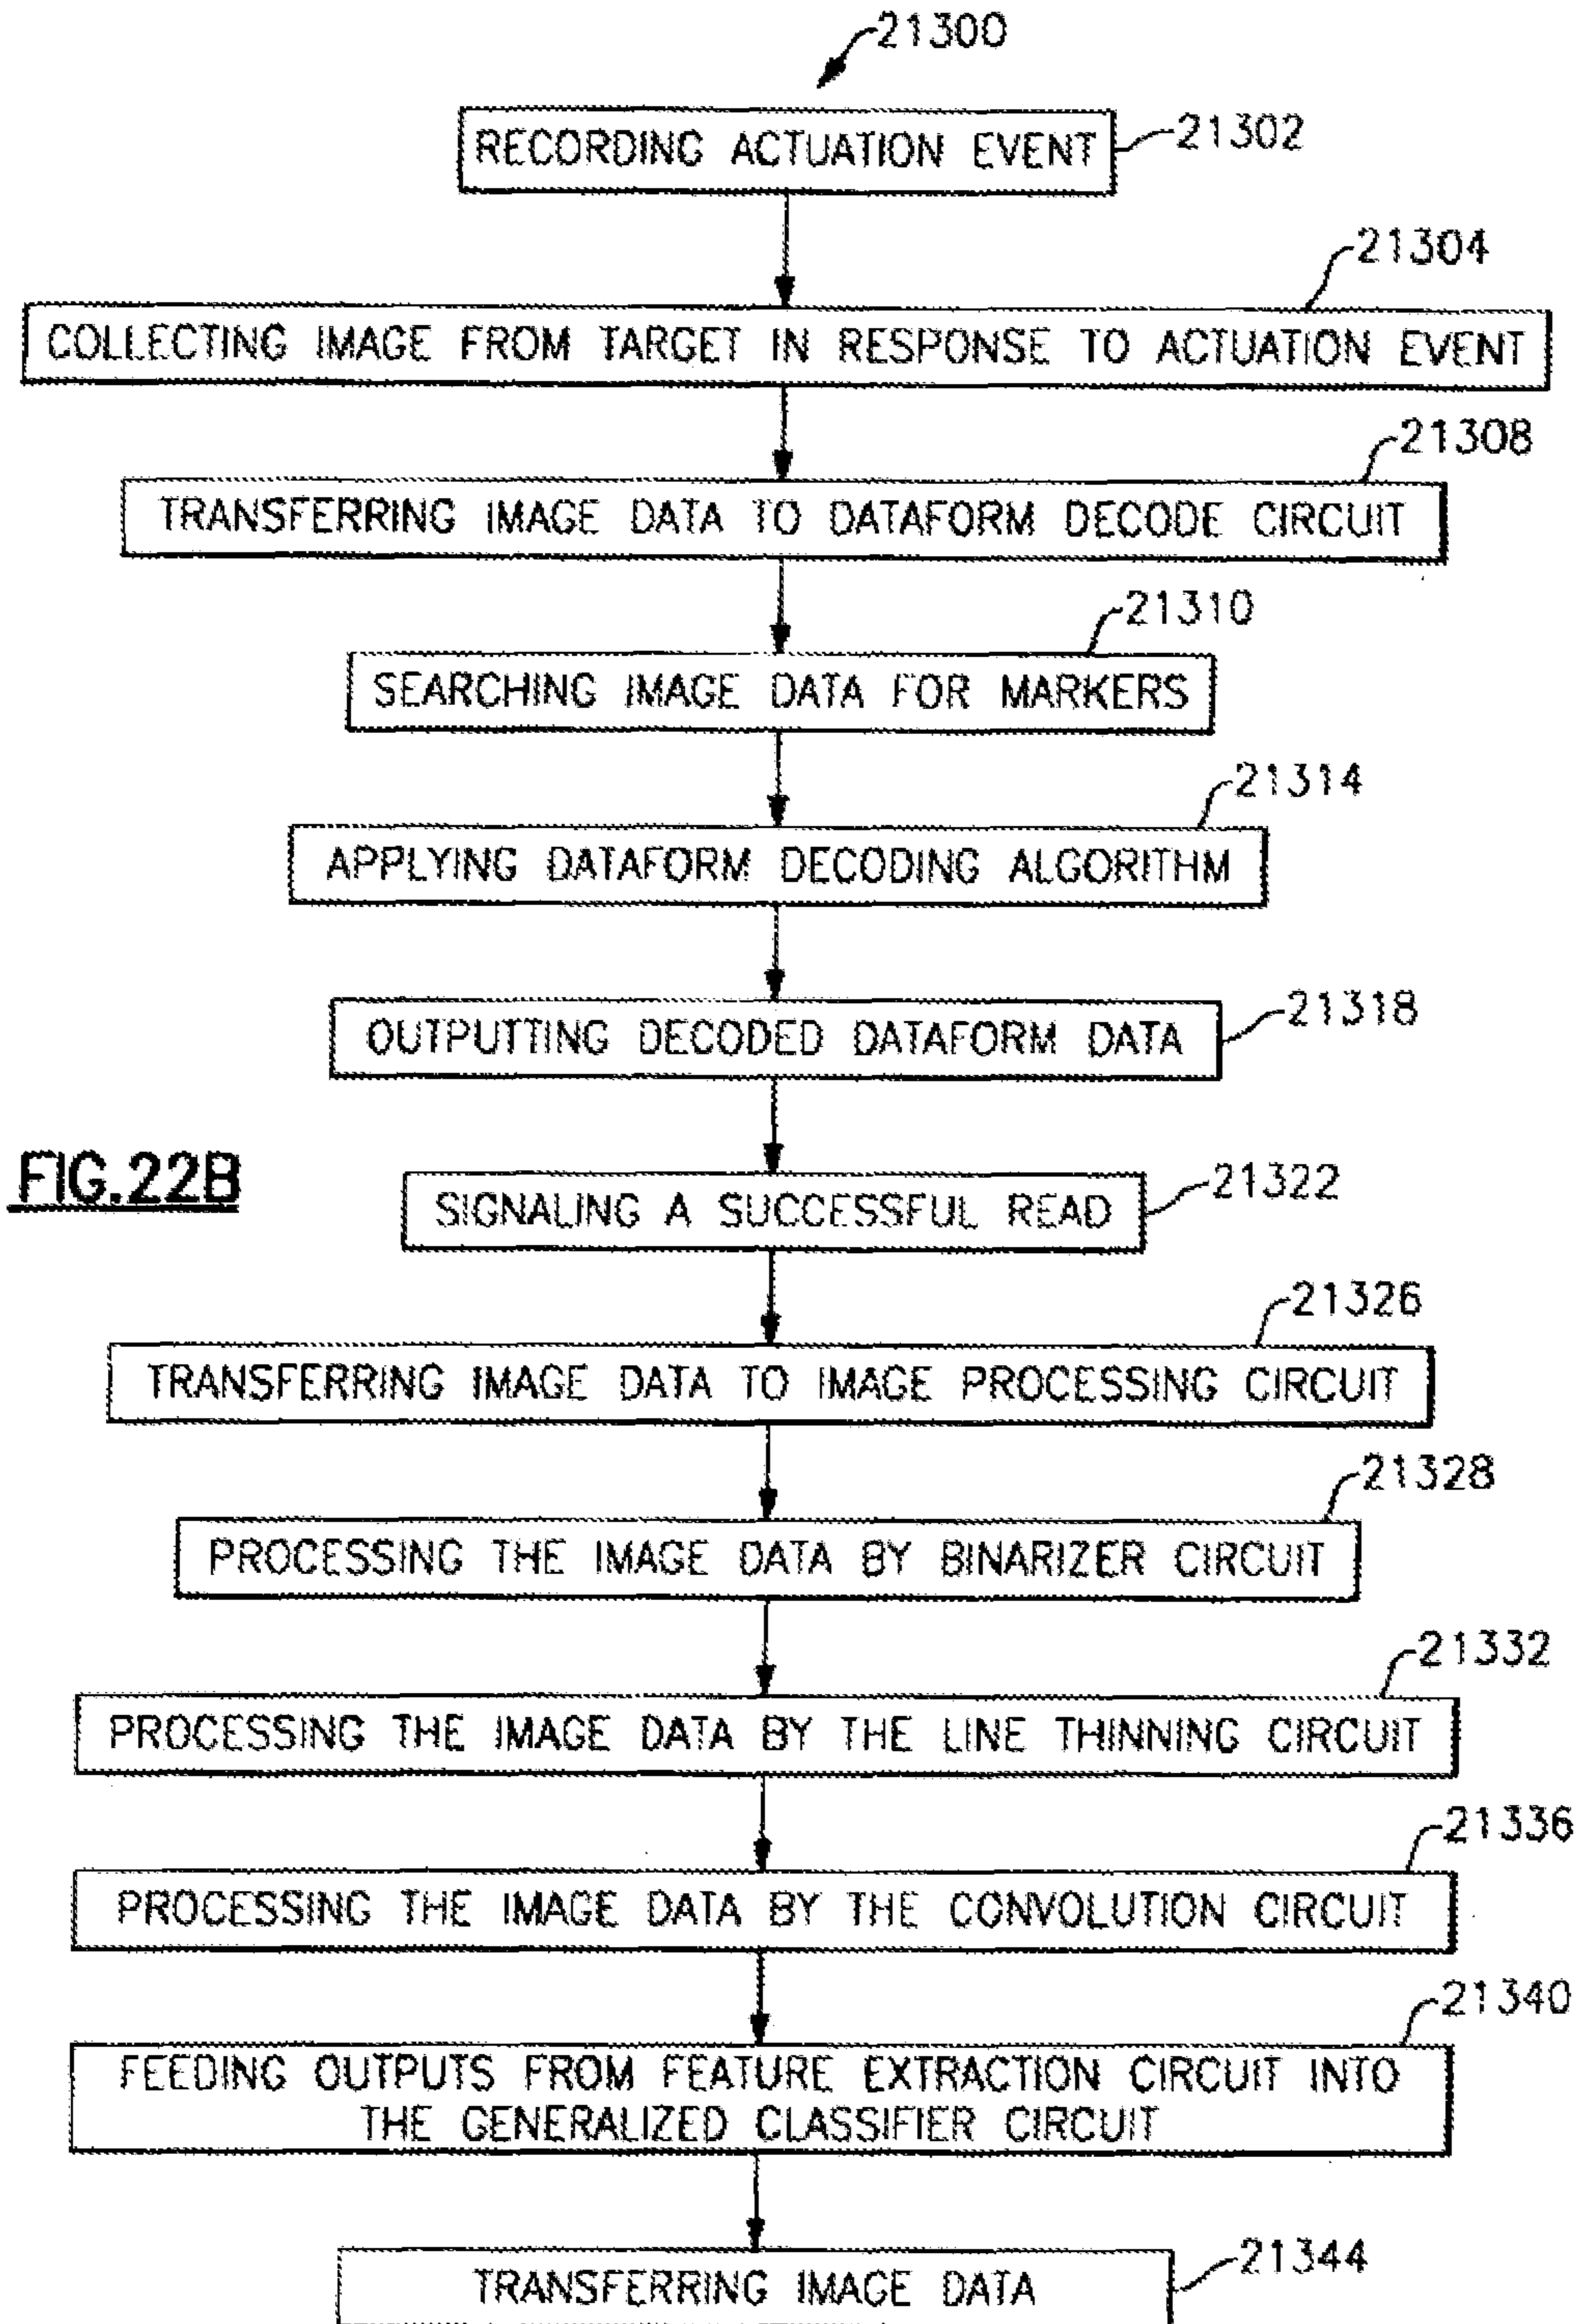 21300
RECORDING ACTUATION EVENT
21302
21304
COLLECTING IMAGE FROM TARGET IN RESPONSE TO ACTUATION EVENT
21308
TRANSFERRING IMAGE DATA TO DATAFORM DECODE CIRCUIT
21310
SEARCHING IMAGE DATA FOR MARKERS
21314
APPLYING DATAFORM DECODING ALGORITHM
OUTPUTTING DECODED DATAFORM DATA
21318
FIG.22B
SIGNALING A SUCCESSFUL READ
21322
21326
TRANSFERRING IMAGE DATA TO IMAGE PROCESSING CIRCUIT
21328
PROCESSING THE IMAGE DATA BY BINARIZER CIRCUIT
21332
PROCESSING THE IMAGE DATA BY THE LINE THINNING CIRCUIT
21336
PROCESSING THE IMAGE DATA BY THE CONVOLUTION CIRCUIT
21340
FEEDING OUTPUTS FROM FEATURE EXTRACTION CIRCUIT INTO
THE GENERALIZED CLASSIFIER CIRCUIT
TRANSFERRING IMAGE DATA
21344